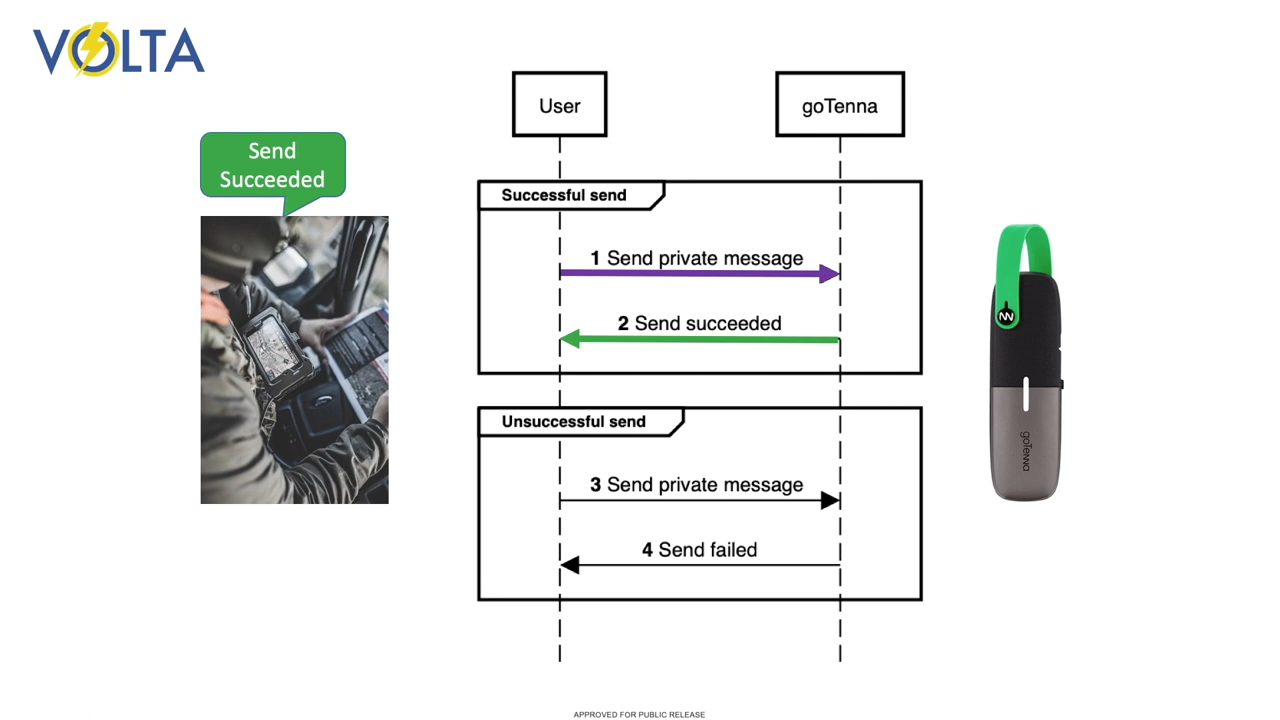 VOLTA
User
goTenna
Send
Succeeded
Successful send
1 Send private message
2 Send succeeded
Unsuccessful send
3 Send private message
4 Send failed
goTenna
APPROVED FOR PUBLIC RELEASE